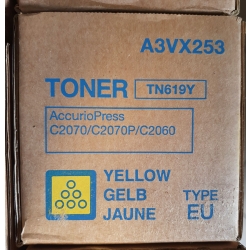 A3VX253
TONER TN619Y
AccurioPress
C2070/C2070P/C2060
YELLOW
GELB
JAUNE
TYPE
EU